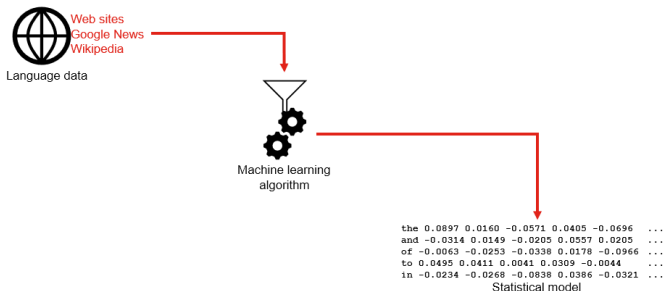 Web sites
Google News
Wikipedia
Language data
Machine learning
algorithm
the 0.0897 0.0160 -0.0571 0.0405 -0.0696 ...
and -0.0314 0.0149 -0.0205 0.0557 0.0205 ...
of -0.0063 -0.0253 -0.0338 0.0178 -0.0966 ...
to 0.0495 0.0411 0.0041 0.0309 -0.0044 ...
in -0.0234 -0.0268 -0.0838 0.0386 -0.0321 ...
Statistical model